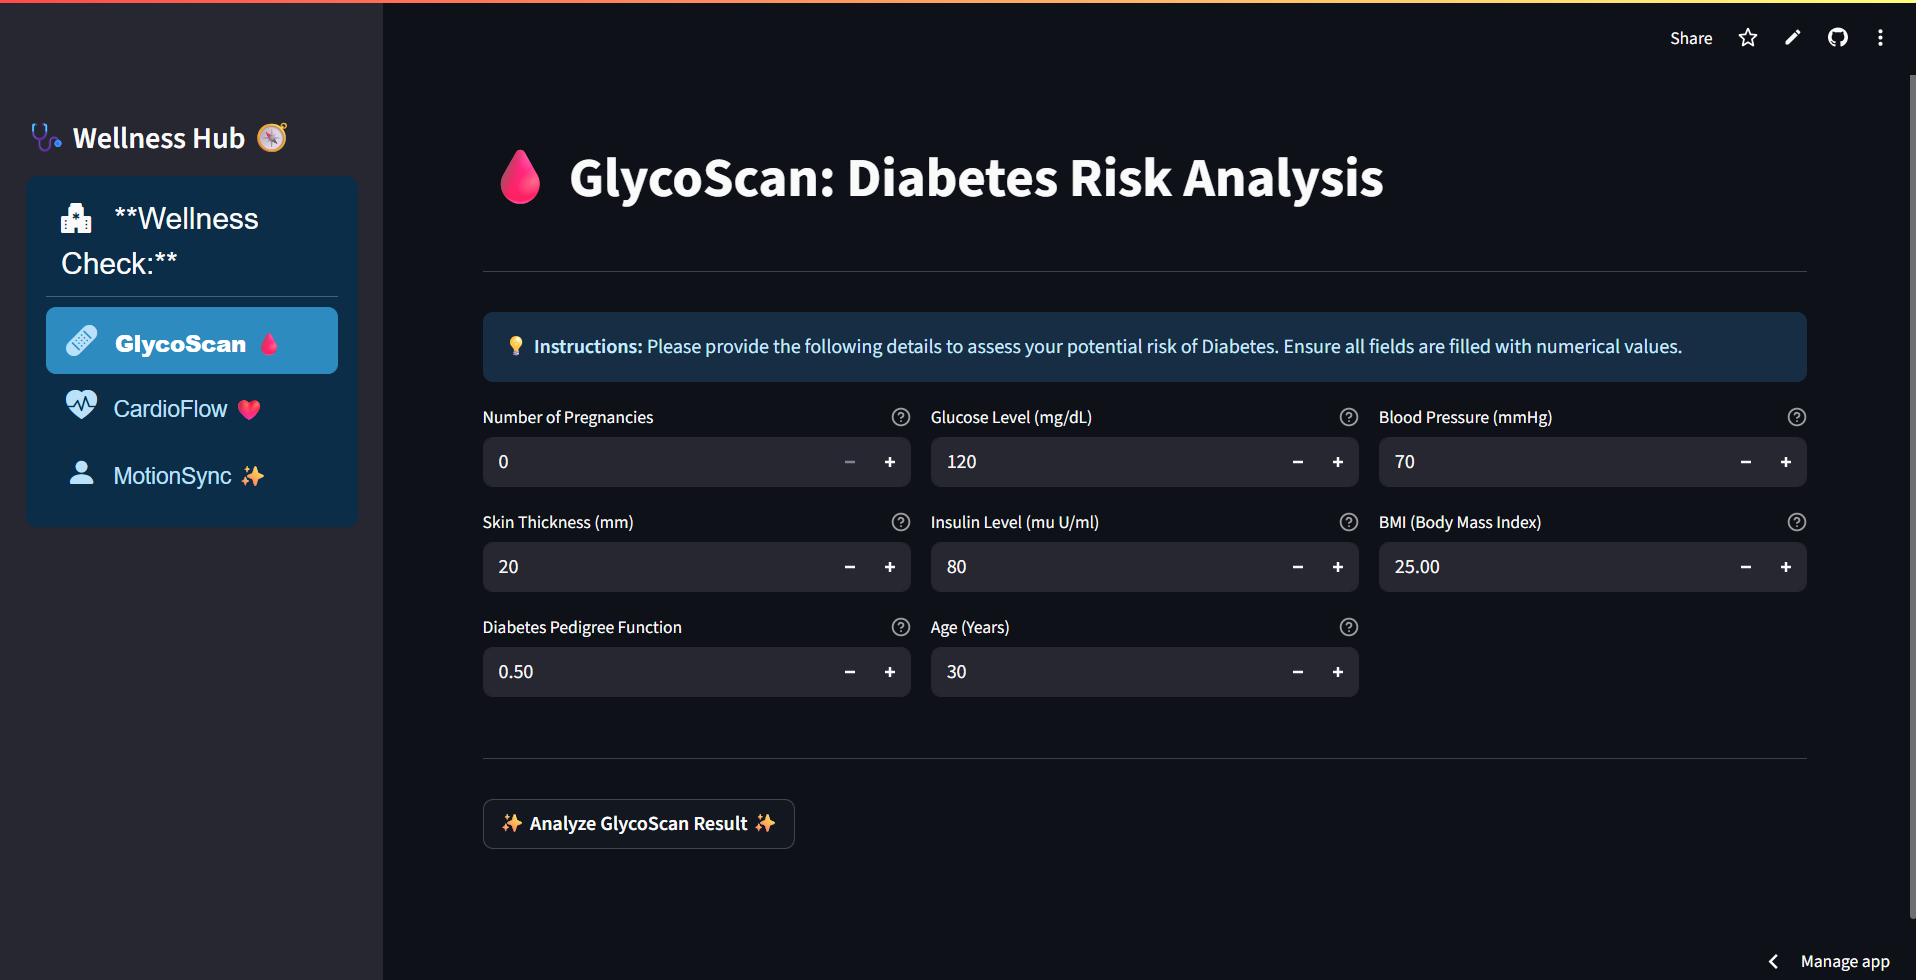 Share
Wellness Hub
**Wellness
Check:**
GlycoScan
CardioFlow
MotionSync
GlycoScan: Diabetes Risk Analysis
Instructions: Please provide the following details to assess your potential risk of Diabetes. Ensure all fields are filled with numerical values.
Number of Pregnancies
0
Glucose Level (mg/dL)
120
Blood Pressure (mmHg)
70
Skin Thickness (mm)
20
Insulin Level (mu U/ml)
80
BMI (Body Mass Index)
25.00
Diabetes Pedigree Function
0.50
Age (Years)
30
Analyze GlycoScan Result
Manage app